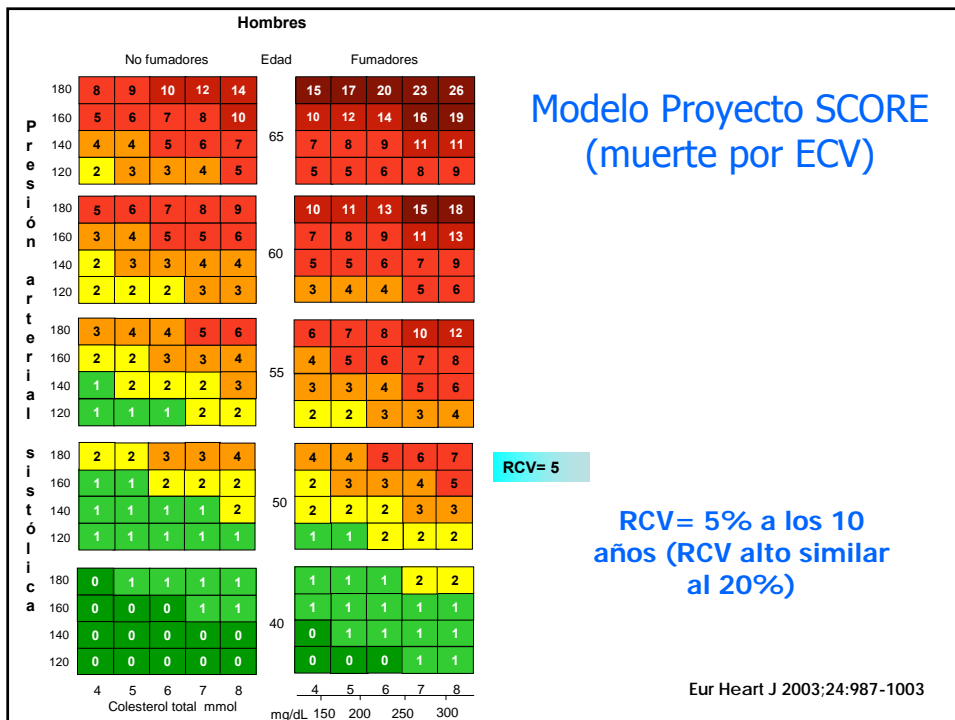 Hombres
No fumadores Edad Fumadores
Presión arterial sistólica
180 8 9 10 12 14 15 17 20 23 26
160 5 6 7 8 10 10 12 14 16 19
65
140 4 4 5 6 7 7 8 9 11 11
120 2 3 3 4 5 5 5 6 8 9
180 5 6 7 8 9 10 11 13 15 18
160 3 4 5 5 6 7 8 9 11 13
60
140 2 3 3 4 4 5 5 6 7 9
120 2 2 2 3 3 3 4 4 5 6
180 3 4 4 5 6 6 7 8 10 12
160 2 2 3 3 4 4 5 6 7 8
55
140 1 2 2 2 3 3 3 4 5 6
120 1 1 1 2 2 2 2 3 3 4
180 2 2 3 3 4 4 4 5 6 7
160 1 1 2 2 2 2 3 3 4 5
50
140 1 1 1 1 2 2 2 2 3 3
120 1 1 1 1 1 1 1 2 2 2
180 0 1 1 1 1 1 1 1 2 2
160 0 0 0 1 1 1 1 1 1 1
40
140 0 0 0 0 0 0 1 1 1 1
120 0 0 0 0 0 0 0 0 1 1
4 5 6 7 8 4 5 6 7 8
Colesterol total mmol
mg/dL 150 200 250 300
Modelo Proyecto SCORE
(muerte por ECV)
RCV= 5
RCV= 5% a los 10
años (RCV alto similar
al 20%)
Eur Heart J 2003;24:987-1003